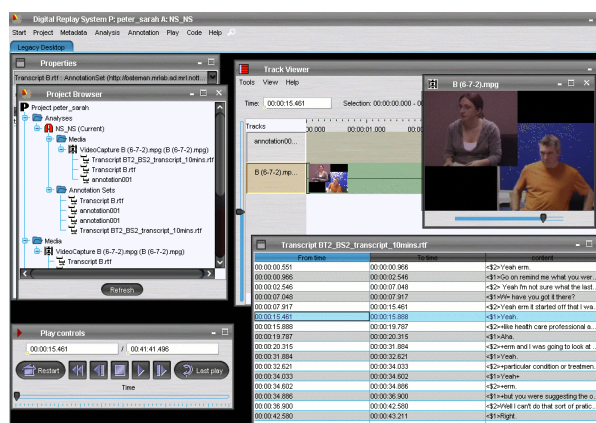 Digital Replay System P: peter_sarah A: NS_NS
Start Project Metadata Analysis Annotation Play Code Help
Legacy Desktop
Properties
Transcript B.rtf : AnnotationSet (http://bateman.mrlab.ad.mrl.nott...
Project Browser
Project peter_sarah
Analyses
NS_NS (Current)
Media
VideoCapture B (6-7-2).mpg (B (6-7-2).mpg)
Transcript BT2_BS2_transcript_10mins.rtf
Transcript B.rtf
annotation001
Annotation Sets
Transcript B.rtf
annotation001
annotation001
Transcript BT2_BS2_transcript_10mins.rtf
Media
VideoCapture B (6-7-2).mpg (B (6-7-2).mpg)
Transcript B.rtf
Refresh
Track Viewer
Tools View Help
Time: 00:00:15.461 Selection: 00:00:00.000 - 00
Tracks
00.000 00:00:01.000 00:00:
annotation00...
B (6-7-2).mp...
B (6-7-2).mpg
Play controls
00:00:15.461 / 00:41:41.496
Restart Last play
Time
Transcript BT2_BS2_transcript_10mins.rtf
From time To time content
00:00:00.551 00:00:00.966 <$2>Yeah erm.
00:00:00.966 00:00:02.546 <$1>Go on remind me what you wer...
00:00:02.546 00:00:07.048 <$2> Yeah I'm not sure what the last...
00:00:07.048 00:00:07.917 <$1>W= have you got it there?
00:00:07.917 00:00:15.461 <$2>Yeah erm it started off that I wa...
00:00:15.461 00:00:15.888 <$1>Yeah.
00:00:15.888 00:00:19.787 <$2>+like health care professional a...
00:00:19.787 00:00:20.315 <$1>Aha.
00:00:20.315 00:00:31.884 <$2>+erm and I was going to look at ...
00:00:31.884 00:00:32.621 <$1>Yeah.
00:00:32.621 00:00:34.033 <$2>+particular condition or treatmen...
00:00:34.033 00:00:34.602 <$1>Yeah+
00:00:34.602 00:00:34.886 <$2>+erm.
00:00:34.886 00:00:36.900 <$1>+but you were suggesting the o...
00:00:36.900 00:00:42.580 <$2>Well I can't do that sort of pratic...
00:00:42.580 00:00:43.211 <$1>Right.